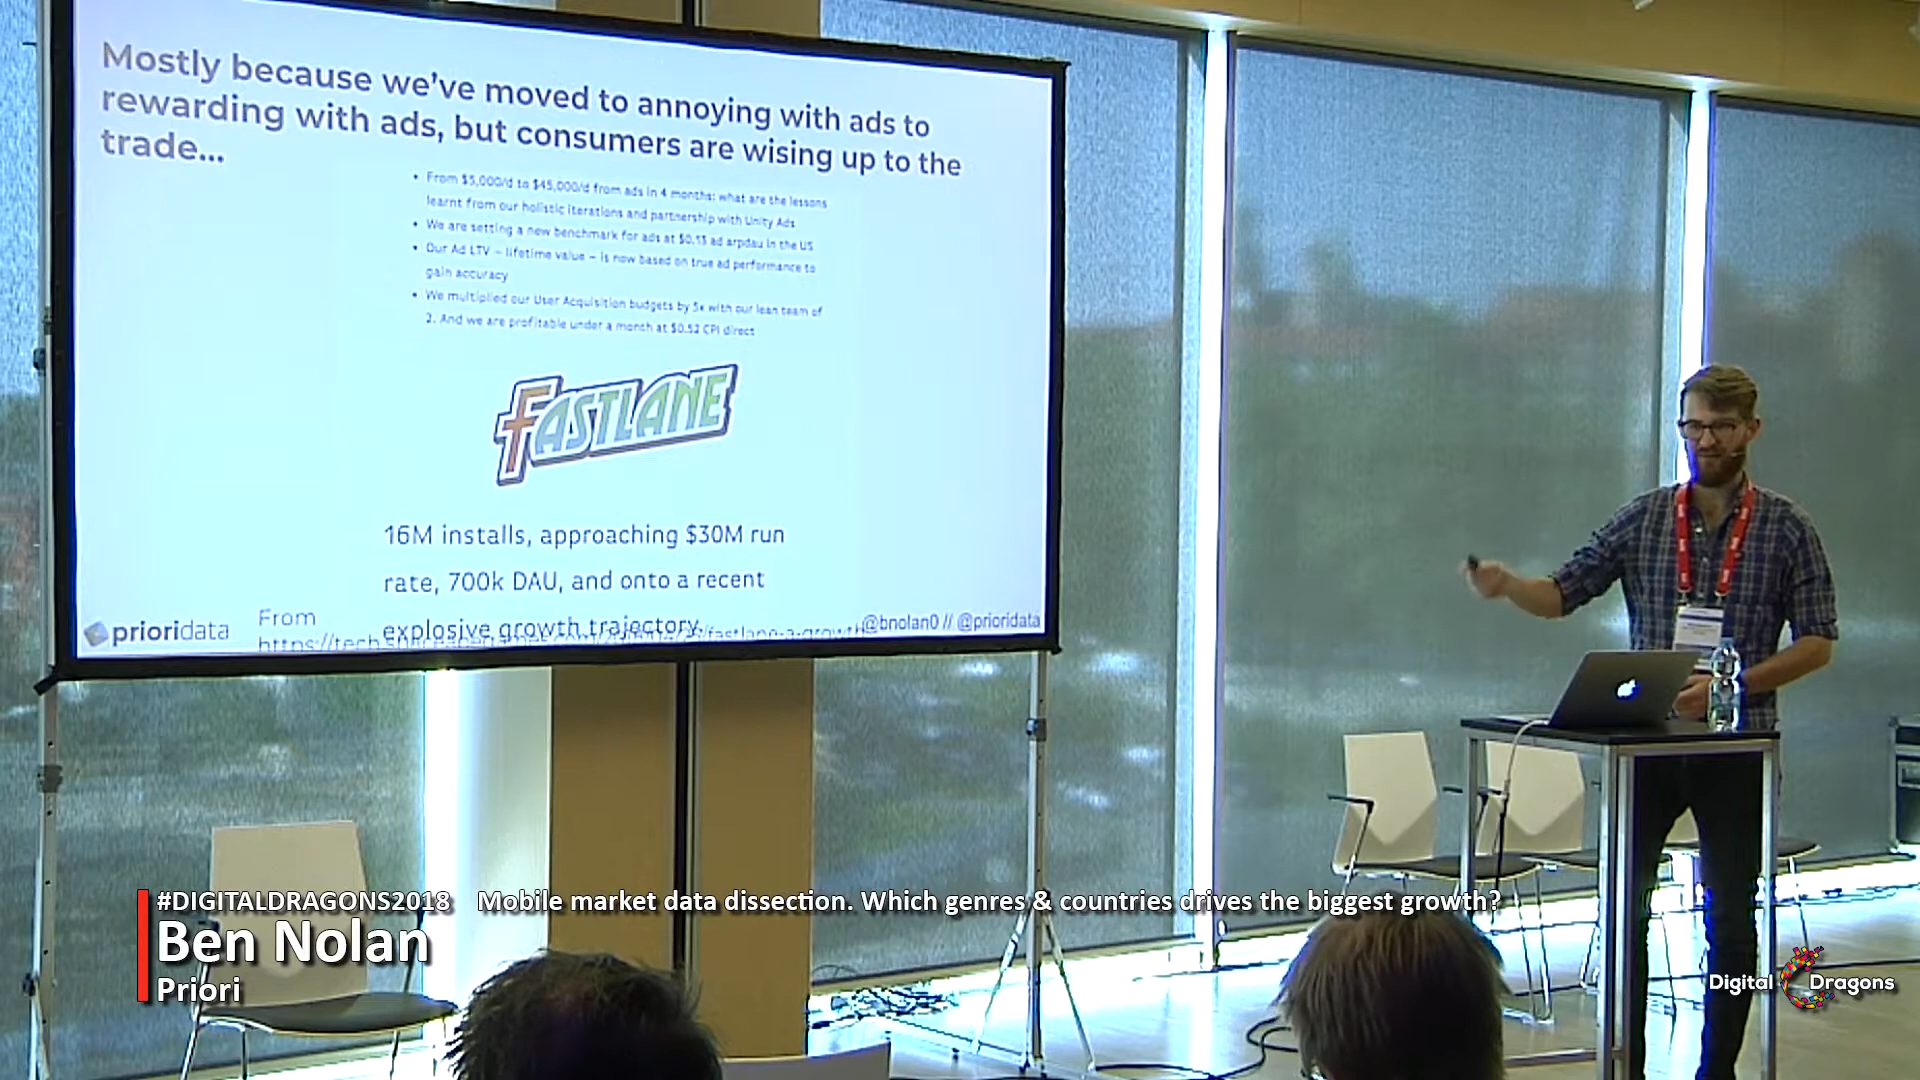 Mostly because we've moved to annoying with ads to
rewarding with ads, but consumers are wising up to the
trade...
• From $5,000/d to $45,000/d from ads in 4 months: what are the lessons
learnt from our holistic iterations and partnership with Unity Ads
• We are setting a new benchmark for ads at $0.15 ad arpdau in the US
• Our Ad LTV – lifetime value – is now based on true ad performance to
gain accuracy
• We multiplied our User Acquisition budgets by 5x with our lean team of
2. And we are profitable under a month at $0.52 CPI direct
FASTLANE
16M installs, approaching $30M run
rate, 700k DAU, and onto a recent
explosive growth trajectory.
prioridata
From
@bnolan0 // @prioridata
#DIGITALDRAGONS2018 Mobile market data dissection. Which genres & countries drives the biggest growth?
Ben Nolan
Priori
Digital Dragons